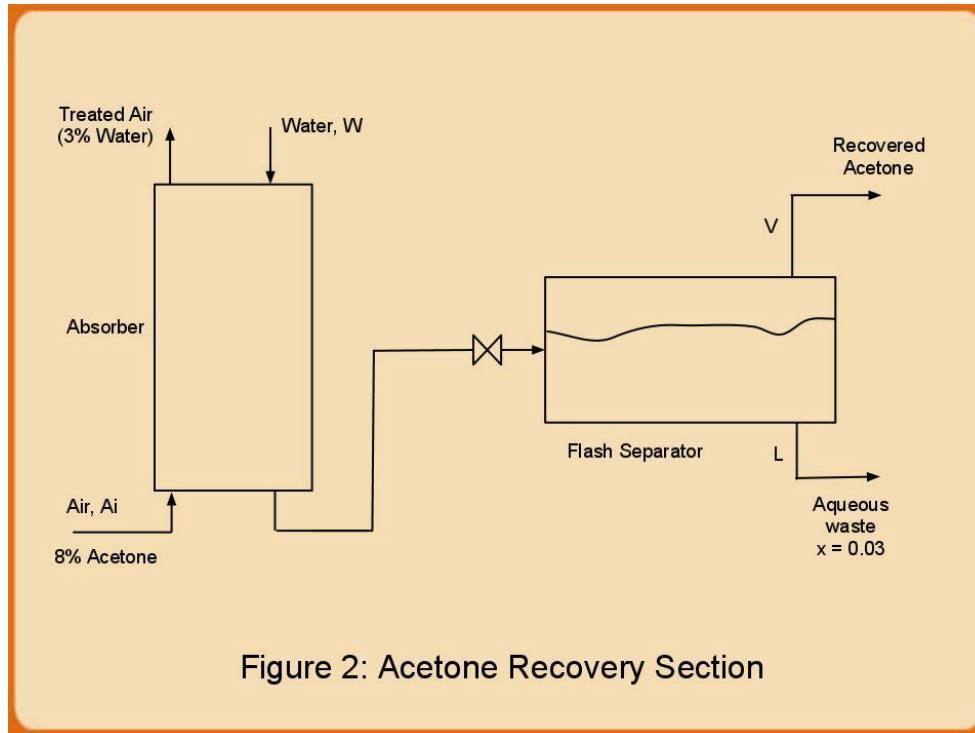 Treated Air
(3% Water)
Water, W
Recovered
Acetone
V
Absorber
Flash Separator
L
Air, Ai
8% Acetone
Aqueous
waste
x = 0.03
Figure 2: Acetone Recovery Section